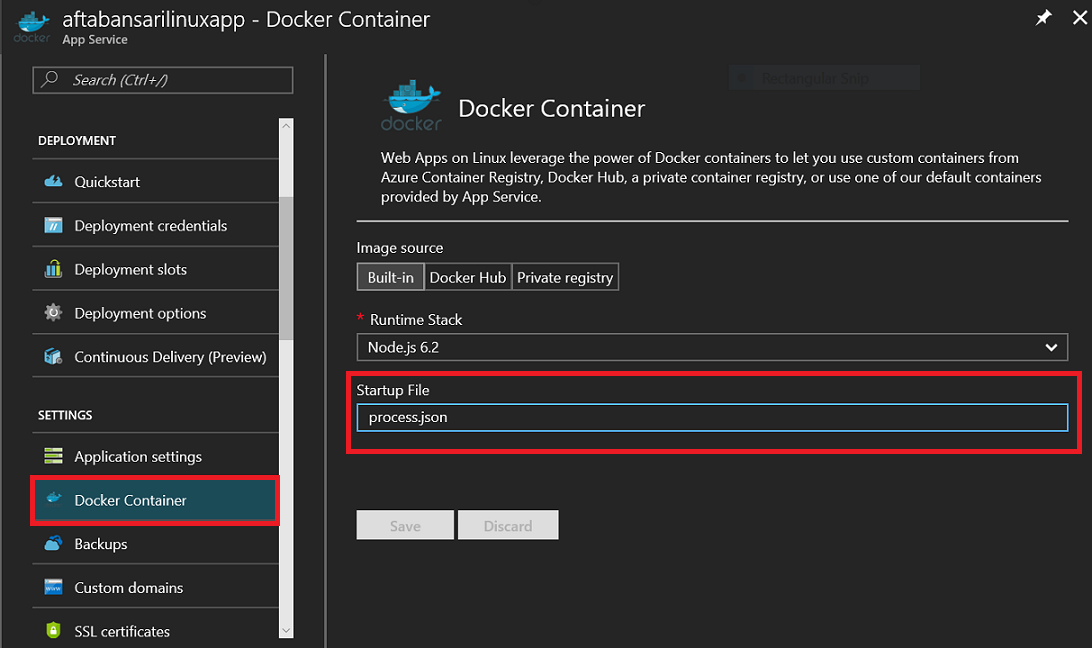 aftabansarilinuxapp - Docker Container
docker
App Service
Search (Ctrl+/)
DEPLOYMENT
Quickstart
Deployment credentials
Deployment slots
Deployment options
Continuous Delivery (Preview)
SETTINGS
Application settings
Docker Container
Backups
Custom domains
SSL certificates
Rectangular Snip
docker
Docker Container
Web Apps on Linux leverage the power of Docker containers to let you use custom containers from
Azure Container Registry, Docker Hub, a private container registry, or use one of our default containers
provided by App Service.
Image source
Built-in Docker Hub Private registry
* Runtime Stack
Node.js 6.2
Startup File
process.json
Save Discard